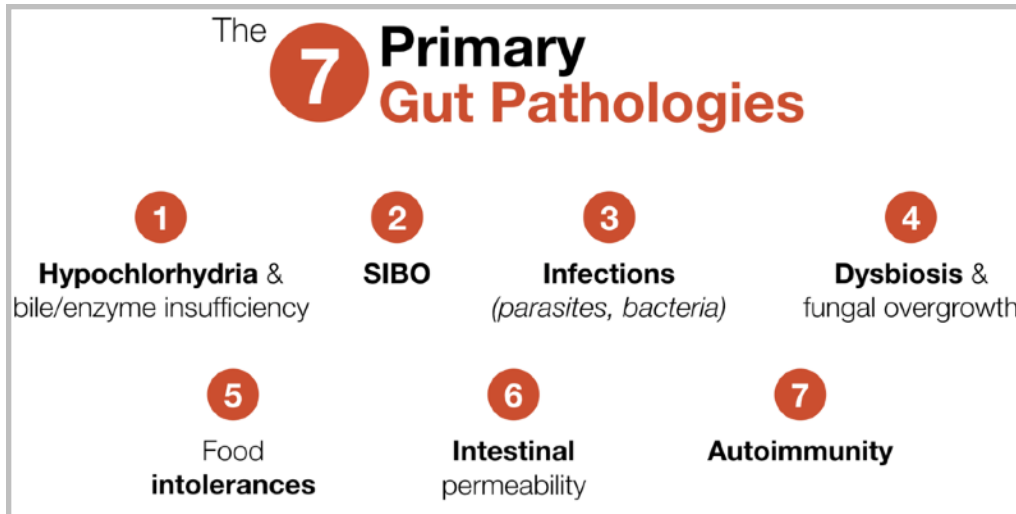 The 7 Primary
Gut Pathologies
1
Hypochlorhydria &
bile/enzyme insufficiency
2
SIBO
3
Infections
(parasites, bacteria)
4
Dysbiosis &
fungal overgrowth
5
Food
intolerances
6
Intestinal
permeability
7
Autoimmunity